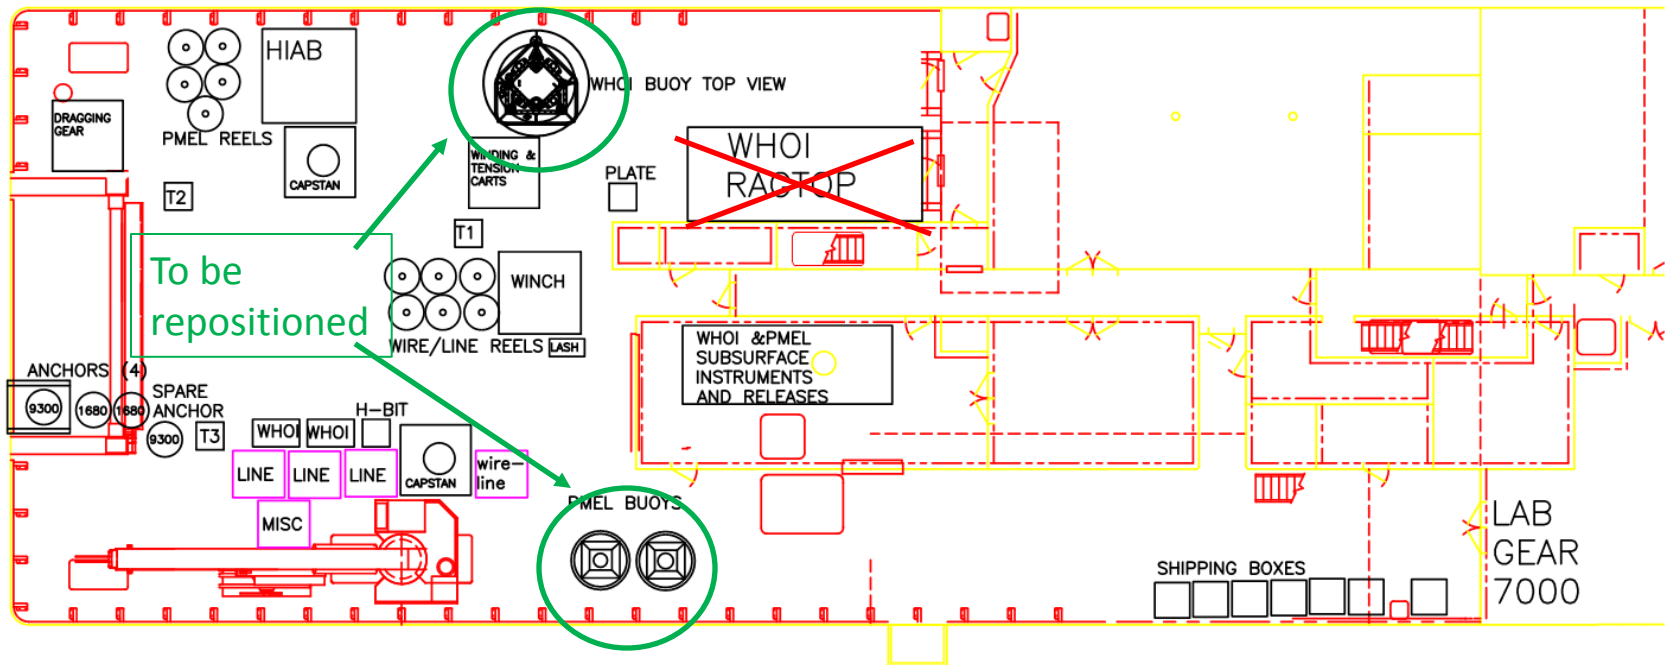 HIAB
WHOI BUOY TOP VIEW
DRAGGING
GEAR
PMEL REELS
CAPSTAN
WINDING &
TENSION
CARTS
PLATE
WHOI
RAGTOP
T2
T1
To be
repositioned
WINCH
WIRE/LINE REELS
LASH
WHOI &PMEL
SUBSURFACE
INSTRUMENTS
AND RELEASES
ANCHORS (4)
9300
1680
1680
SPARE
ANCHOR
9300
T3
H-BIT
WHOI
WHOI
LINE
LINE
LINE
CAPSTAN
wire-
line
MISC
PMEL BUOYS
SHIPPING BOXES
LAB
GEAR
7000